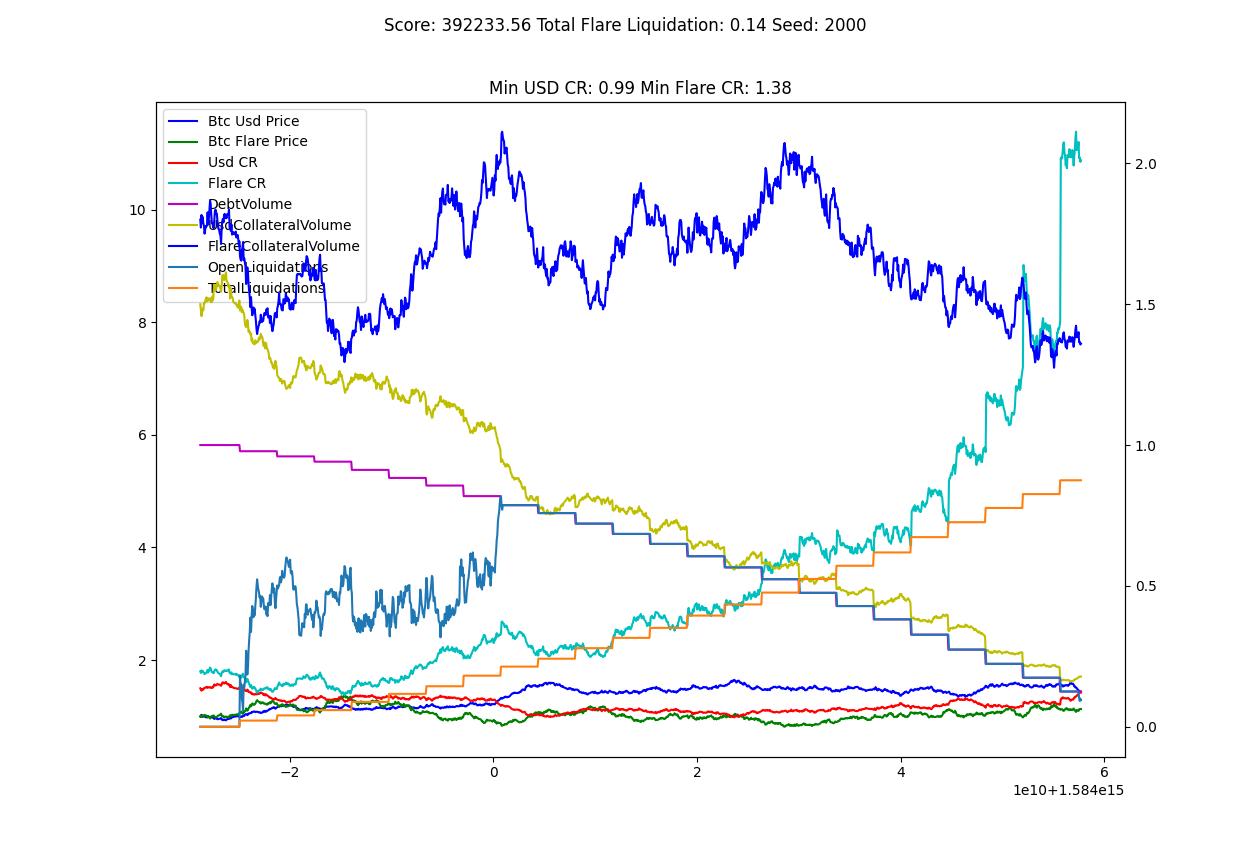 Score: 392233.56 Total Flare Liquidation: 0.14 Seed: 2000
Min USD CR: 0.99 Min Flare CR: 1.38
Btc Usd Price
Btc Flare Price
Usd CR
Flare CR
DebtVolume
UsdCollateralVolume
FlareCollateralVolume
OpenLiquidations
TotalLiquidations
10
8
6
4
2
2.0
1.5
1.0
0.5
0.0
−2
0
2
4
6
1e10+1.584e15